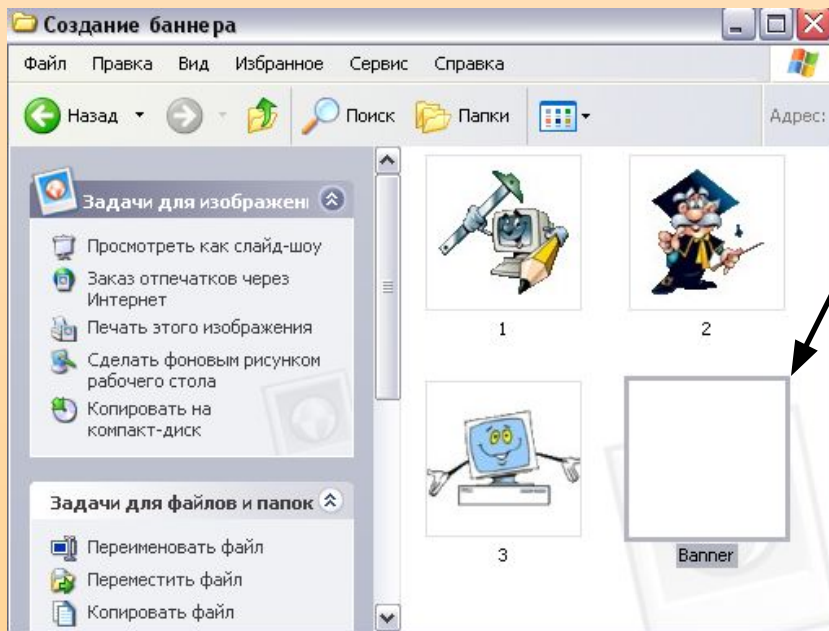 Создание баннера
Файл Правка Вид Избранное Сервис Справка
Назад Поиск Папки Адрес:
Задачи для изображени
Просмотреть как слайд-шоу
Заказ отпечатков через
Интернет
Печать этого изображения
Сделать фоновым рисунком
рабочего стола
Копировать на
компакт-диск
Задачи для файлов и папок
Переименовать файл
Переместить файл
Копировать файл
1
2
3
Banner